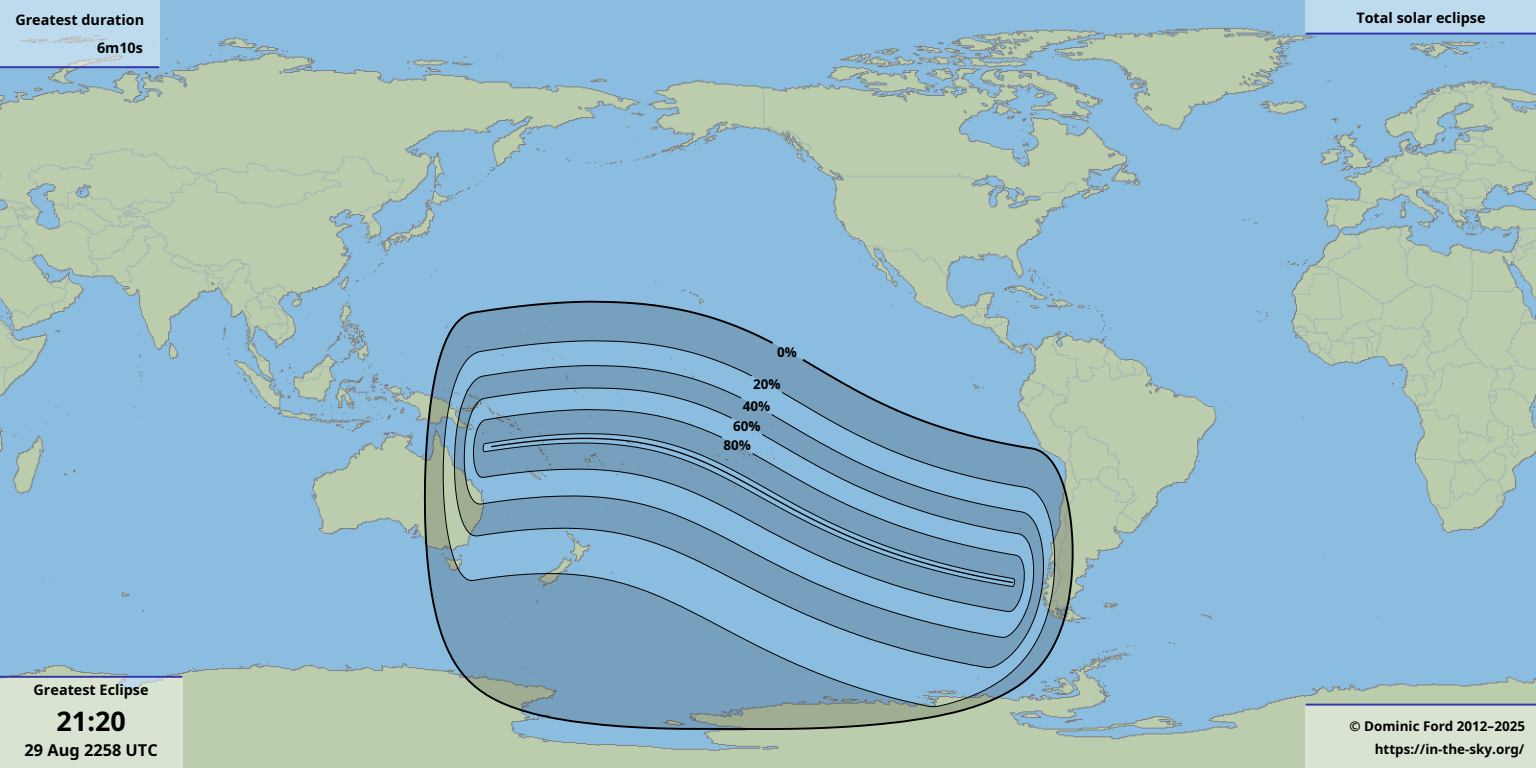 Greatest duration
6m10s
Total solar eclipse
0%
20%
40%
60%
80%
Greatest Eclipse
21:20
29 Aug 2258 UTC
© Dominic Ford 2012–2025
https://in-the-sky.org/